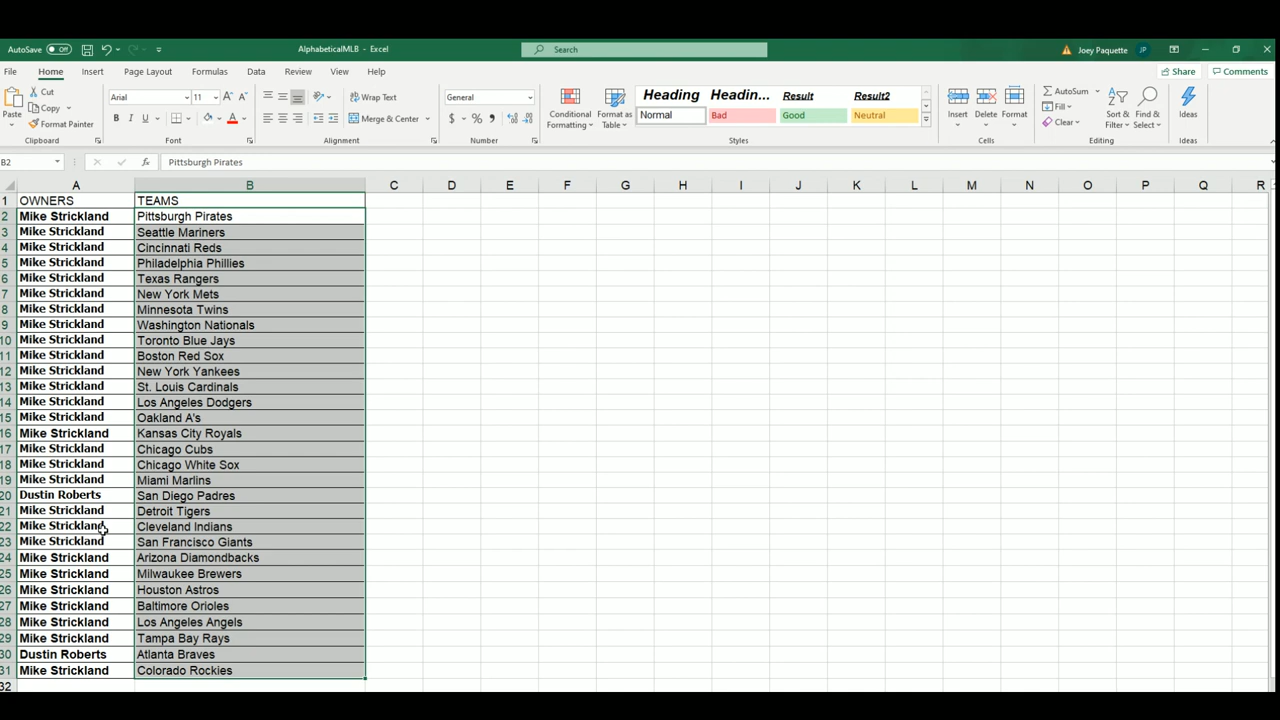 AutoSave Off AlphabeticalMLB - Excel Search Joey Paquette JP
File Home Insert Page Layout Formulas Data Review View Help Share Comments
Paste Cut Copy Format Painter Clipboard
Arial 11 A A B I U A Font
Wrap Text Merge & Center Alignment
General $ % , Number
Conditional Formatting Format as Table
Heading Headin... Result Result2
Normal Bad Good Neutral
Styles
Insert Delete Format Cells
AutoSum Fill Clear Sort & Filter Find & Select Editing
Ideas Ideas
B2 fx Pittsburgh Pirates
A B C D E F G H I J K L M N O P Q R
1 OWNERS TEAMS
2 Mike Strickland Pittsburgh Pirates
3 Mike Strickland Seattle Mariners
4 Mike Strickland Cincinnati Reds
5 Mike Strickland Philadelphia Phillies
6 Mike Strickland Texas Rangers
7 Mike Strickland New York Mets
8 Mike Strickland Minnesota Twins
9 Mike Strickland Washington Nationals
10 Mike Strickland Toronto Blue Jays
11 Mike Strickland Boston Red Sox
12 Mike Strickland New York Yankees
13 Mike Strickland St. Louis Cardinals
14 Mike Strickland Los Angeles Dodgers
15 Mike Strickland Oakland A's
16 Mike Strickland Kansas City Royals
17 Mike Strickland Chicago Cubs
18 Mike Strickland Chicago White Sox
19 Mike Strickland Miami Marlins
20 Dustin Roberts San Diego Padres
21 Mike Strickland Detroit Tigers
22 Mike Strickland Cleveland Indians
23 Mike Strickland San Francisco Giants
24 Mike Strickland Arizona Diamondbacks
25 Mike Strickland Milwaukee Brewers
26 Mike Strickland Houston Astros
27 Mike Strickland Baltimore Orioles
28 Mike Strickland Los Angeles Angels
29 Mike Strickland Tampa Bay Rays
30 Dustin Roberts Atlanta Braves
31 Mike Strickland Colorado Rockies
32